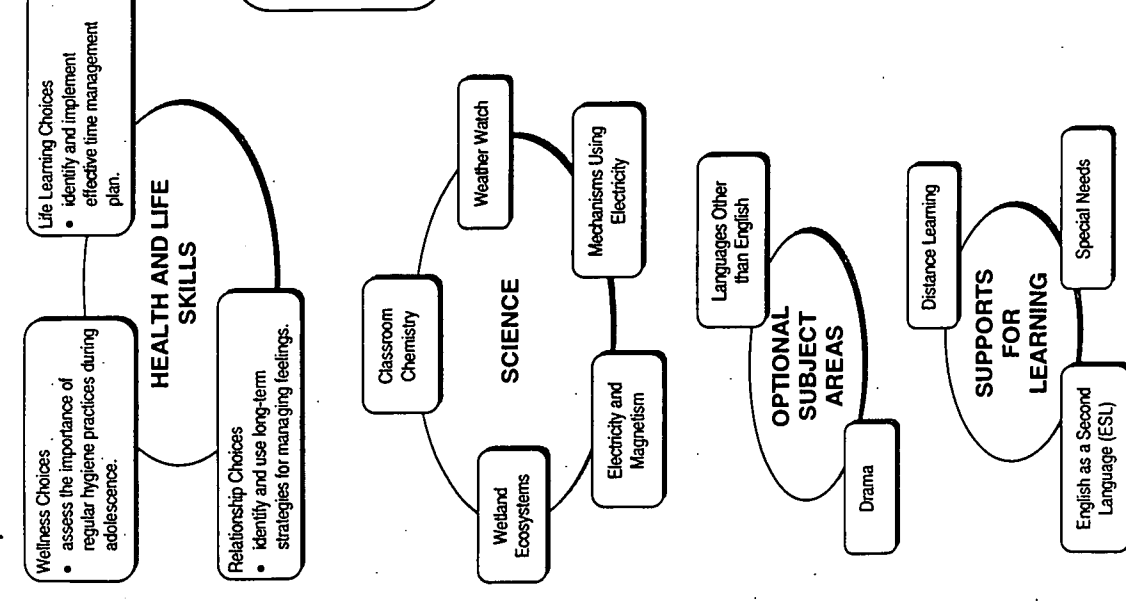 Wellness Choices
• assess the importance of
regular hygiene practices during
adolescence.
Life Learning Choices
• identify and implement
effective time management
plan.
HEALTH AND LIFE
SKILLS
Relationship Choices
• identify and use long-term
strategies for managing feelings.
Classroom
Chemistry
Weather Watch
Wetland
Ecosystems
SCIENCE
Mechanisms Using
Electricity
Electricity and
Magnetism
Languages Other
than English
OPTIONAL
SUBJECT
AREAS
Drama
Distance Learning
SUPPORTS
FOR
LEARNING
English as a Second
Language (ESL)
Special Needs